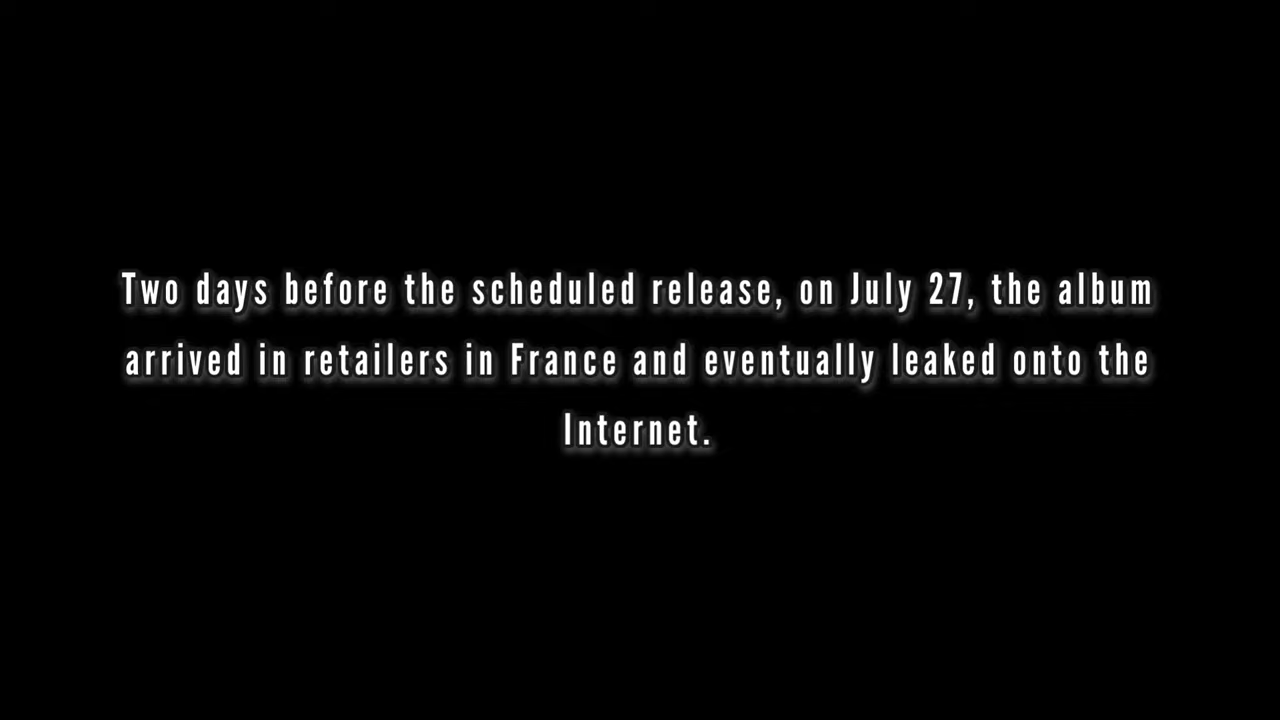 Two days before the scheduled release, on July 27, the album
arrived in retailers in France and eventually leaked onto the
Internet.